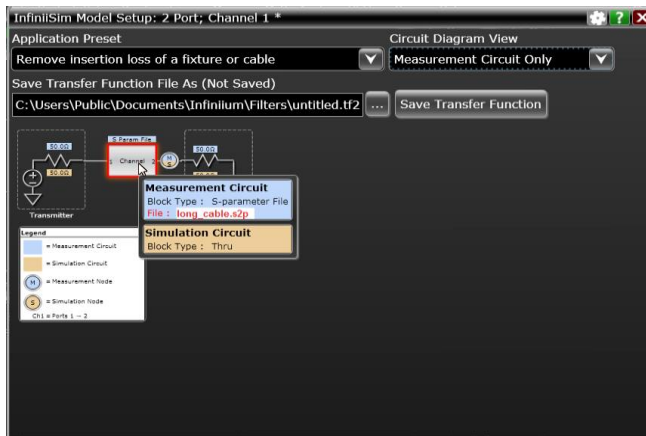 InfiniiSim Model Setup: 2 Port; Channel 1 *
Application Preset
Circuit Diagram View
Remove insertion loss of a fixture or cable
Measurement Circuit Only
Save Transfer Function File As (Not Saved)
C:\Users\Public\Documents\Infiniium\Filters\untitled.tf2
...
Save Transfer Function
S Param File
50.0Ω
50.0Ω
1 Channel 2
M
S
50.0Ω
Transmitter
Measurement Circuit
Block Type : S-parameter File
File : long_cable.s2p
Simulation Circuit
Block Type : Thru
Legend
= Measurement Circuit
= Simulation Circuit
M = Measurement Node
S = Simulation Node
Ch1 = Ports 1 -- 2